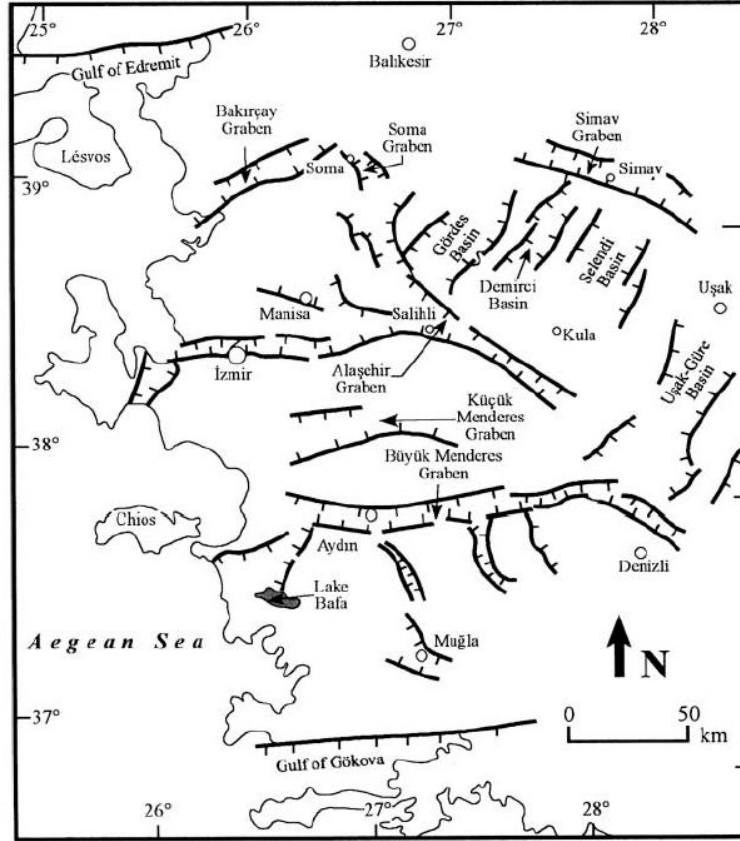 25°
26°
27°
28°
Gulf of Edremit
Balıkesir
Bakırçay
Graben
Soma
Graben
Simav
Graben
Lésvos
Soma
Simav
39°
Gördes
Basin
Demirci
Basin
Selendi
Basin
Uşak
Manisa
Salihli
Kula
İzmir
Alaşehir
Graben
Uşak-Güre
Basin
Küçük
Menderes
Graben
38°
Büyük Menderes
Graben
Chios
Aydın
Denizli
Lake
Bafa
Aegean Sea
Muğla
N
37°
0 50
km
Gulf of Gökova
26°
27°
28°